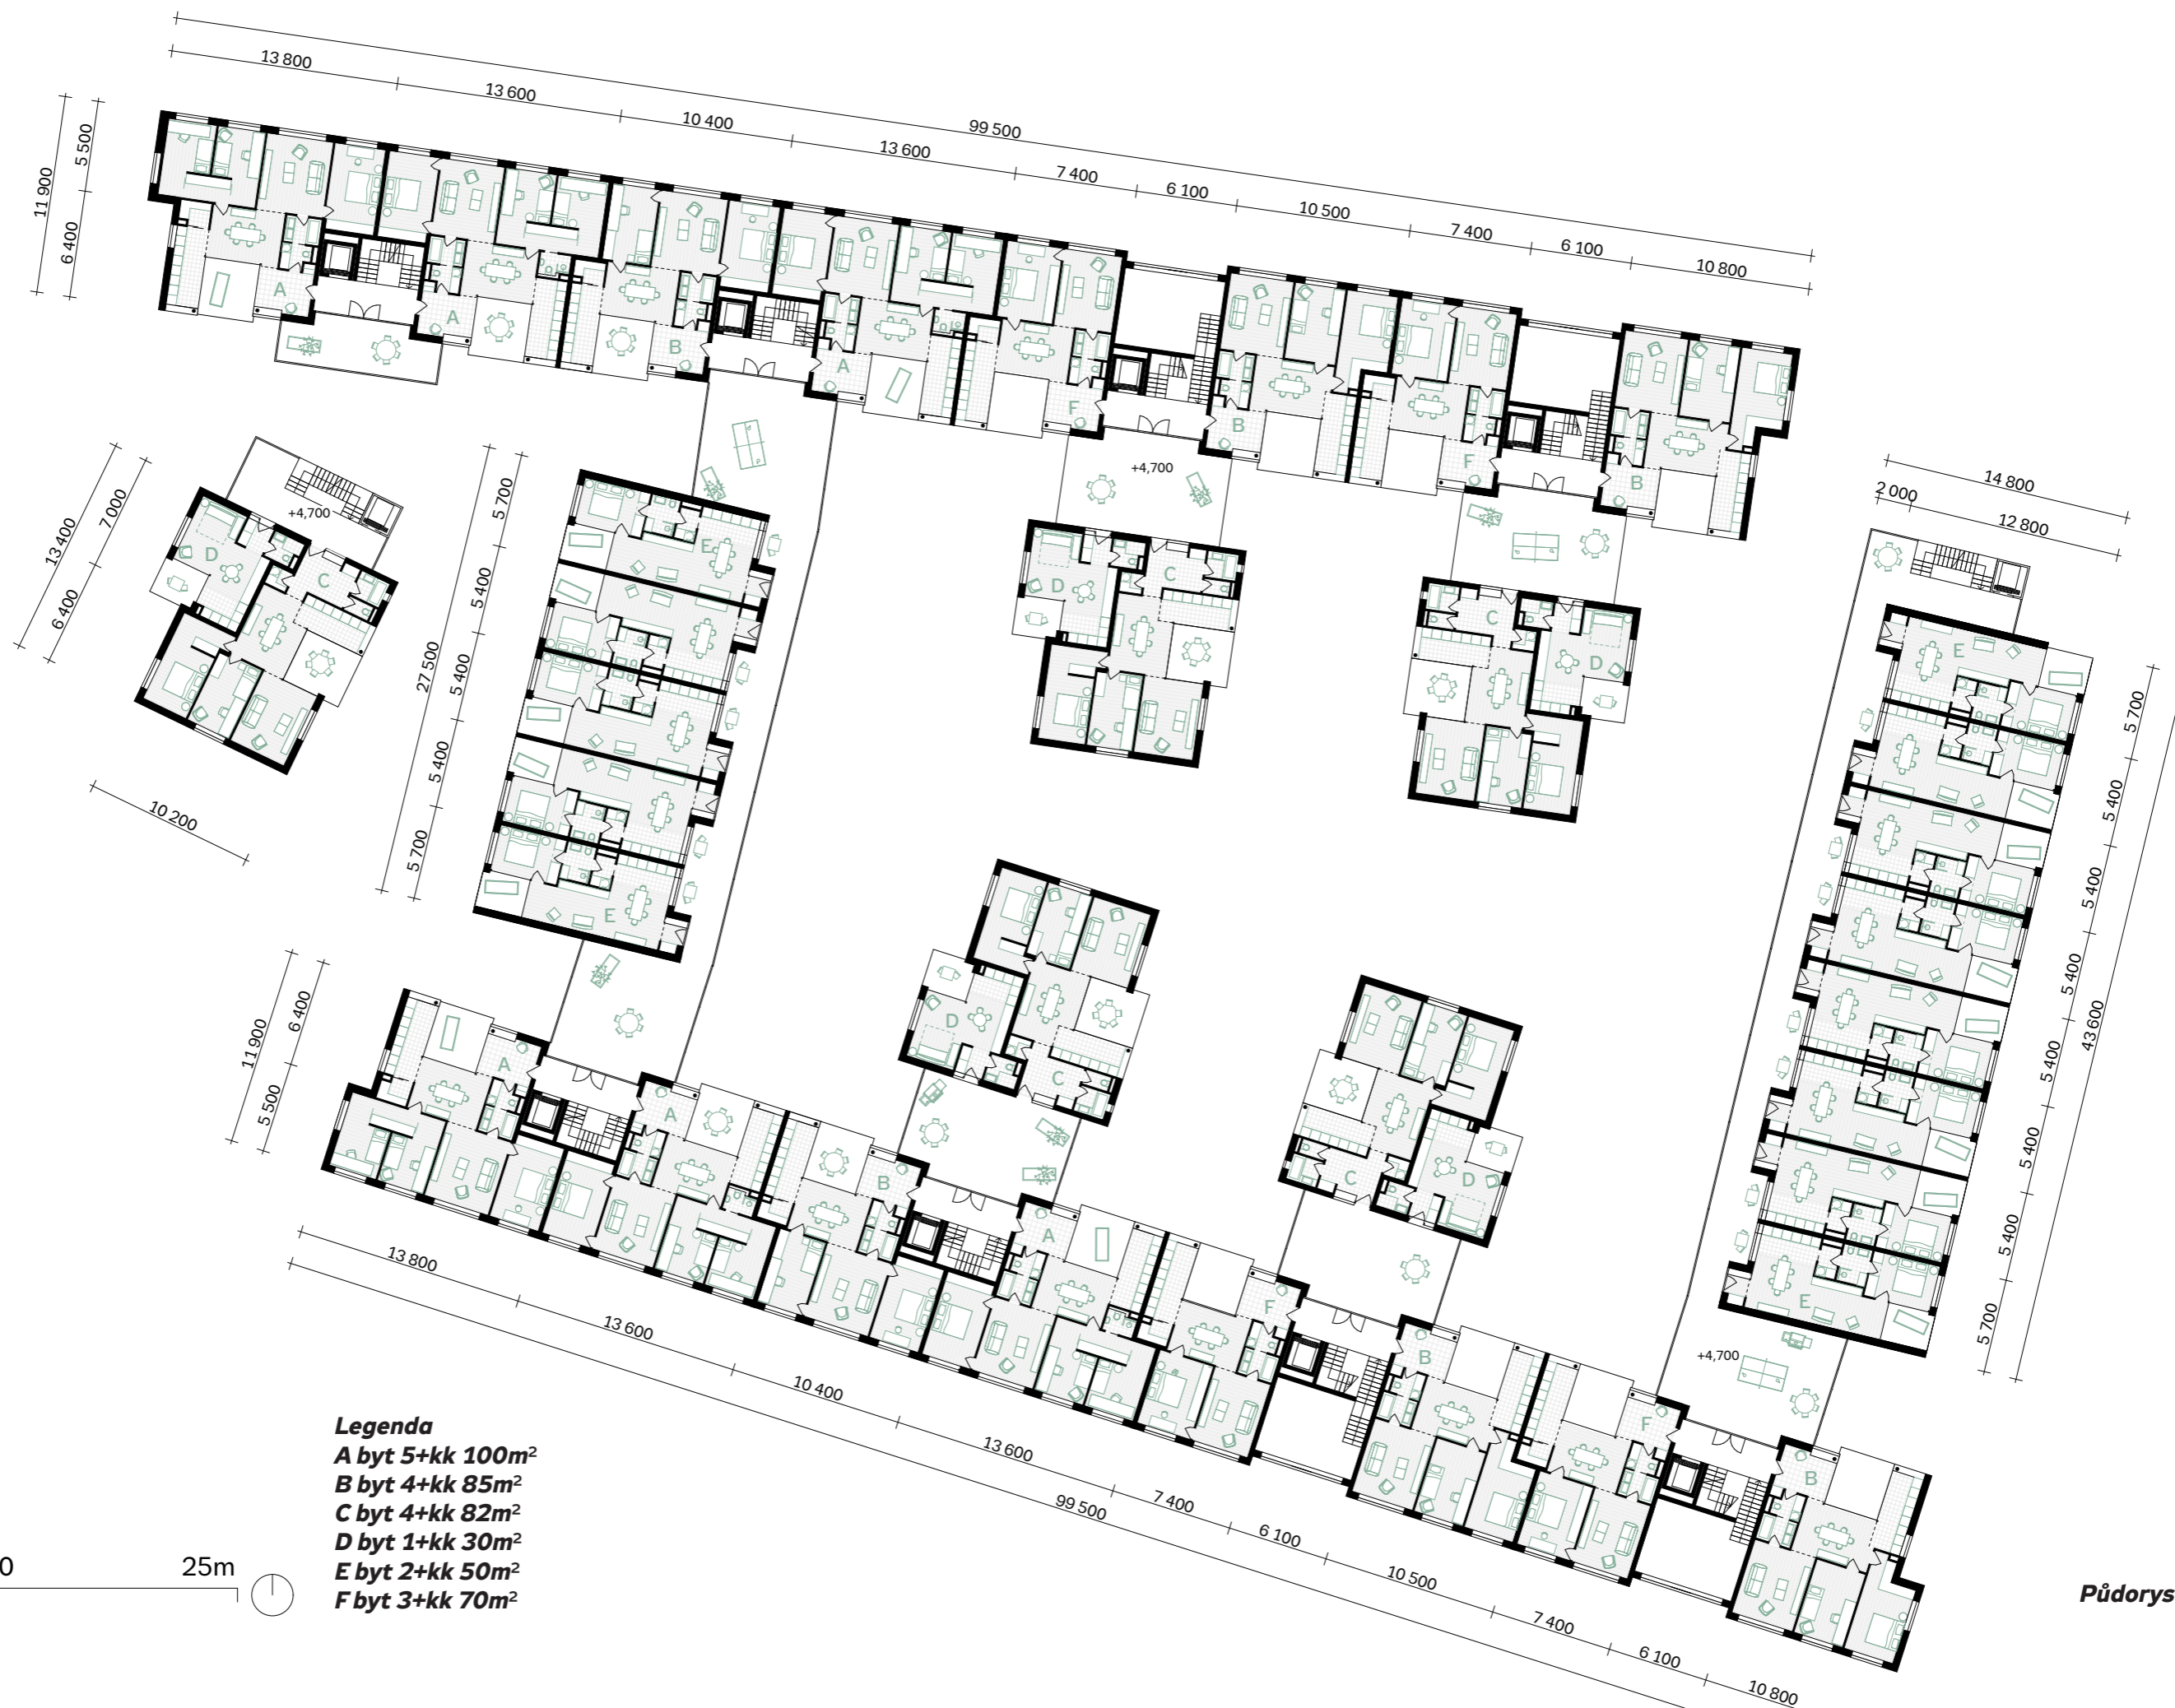 99 500
13 800
13 600
10 400
13 600
7 400
6 100
10 500
7 400
6 100
10 800
11 900
5 500
6 400
A
A
B
A
F
B
F
B
+4,700
13 400
7 000
6 400
10 200
+4,700
D
C
27 500
5 700
5 400
5 400
5 400
5 700
E
E
D
C
C
D
14 800
2 000
12 800
E
E
5 700
5 400
5 400
5 400
5 400
5 400
5 400
5 700
43 600
+4,700
D
C
C
D
11 900
6 400
5 500
A
A
B
A
F
B
F
B
13 800
13 600
10 400
13 600
7 400
6 100
10 500
7 400
6 100
10 800
99 500
Legenda
A byt 5+kk 100m²
B byt 4+kk 85m²
C byt 4+kk 82m²
D byt 1+kk 30m²
E byt 2+kk 50m²
F byt 3+kk 70m²
0 25m
Půdorys